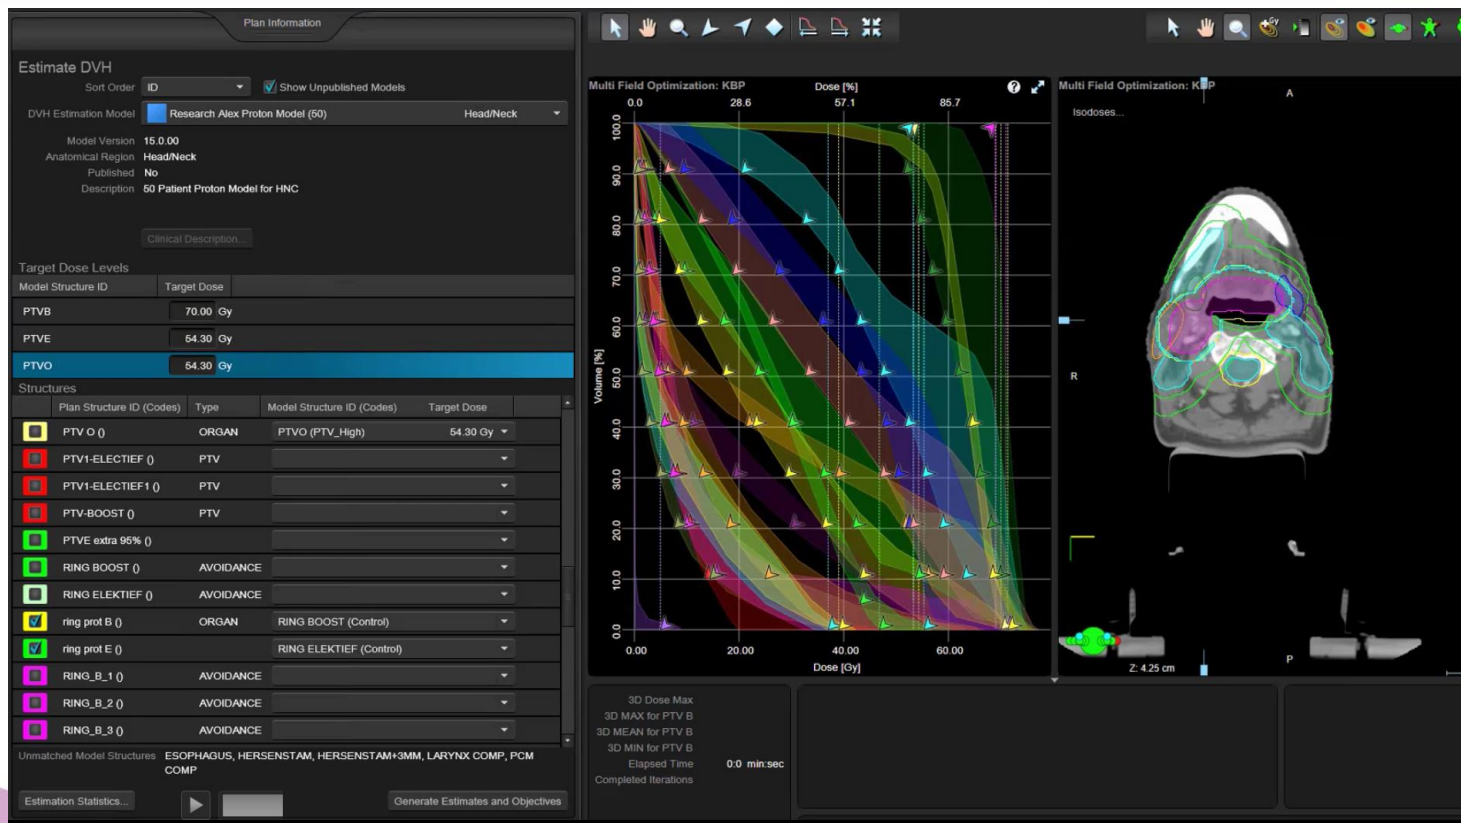 Plan Information
Estimate DVH
Sort Order ID Show Unpublished Models
DVH Estimation Model Research Alex Proton Model (50) Head/Neck
Model Version 15.0.00
Anatomical Region Head/Neck
Published No
Description 50 Patient Proton Model for HNC
Clinical Description...
Target Dose Levels
Model Structure ID Target Dose
PTVB 70.00 Gy
PTVE 54.30 Gy
PTVO 54.30 Gy
Structures
Plan Structure ID (Codes) Type Model Structure ID (Codes) Target Dose
PTV O () ORGAN PTVO (PTV_High) 54.30 Gy
PTV1-ELECTIEF () PTV
PTV1-ELECTIEF1 () PTV
PTV-BOOST () PTV
PTVE extra 95% ()
RING BOOST () AVOIDANCE
RING ELEKTIEF () AVOIDANCE
ring prot B () ORGAN RING BOOST (Control)
ring prot E () RING ELEKTIEF (Control)
RING_B_1 () AVOIDANCE
RING_B_2 () AVOIDANCE
RING_B_3 () AVOIDANCE
Unmatched Model Structures ESOPHAGUS, HERSENSTAM, HERSENSTAM+3MM, LARYNX COMP, PCM
COMP
Estimation Statistics... Generate Estimates and Objectives
Multi Field Optimization: KBP Dose [%]
0.0 28.6 57.1 85.7
100.0
90.0
80.0
70.0
60.0
Volume [%]
50.0
40.0
30.0
20.0
10.0
0.0
0.00 20.00 40.00 60.00
Dose [Gy]
3D Dose Max
3D MAX for PTV B
3D MEAN for PTV B
3D MIN for PTV B
Elapsed Time 0:0 min:sec
Completed Iterations
Gy
Multi Field Optimization: KBP
A
Isodoses...
R
Z: 4.25 cm
P